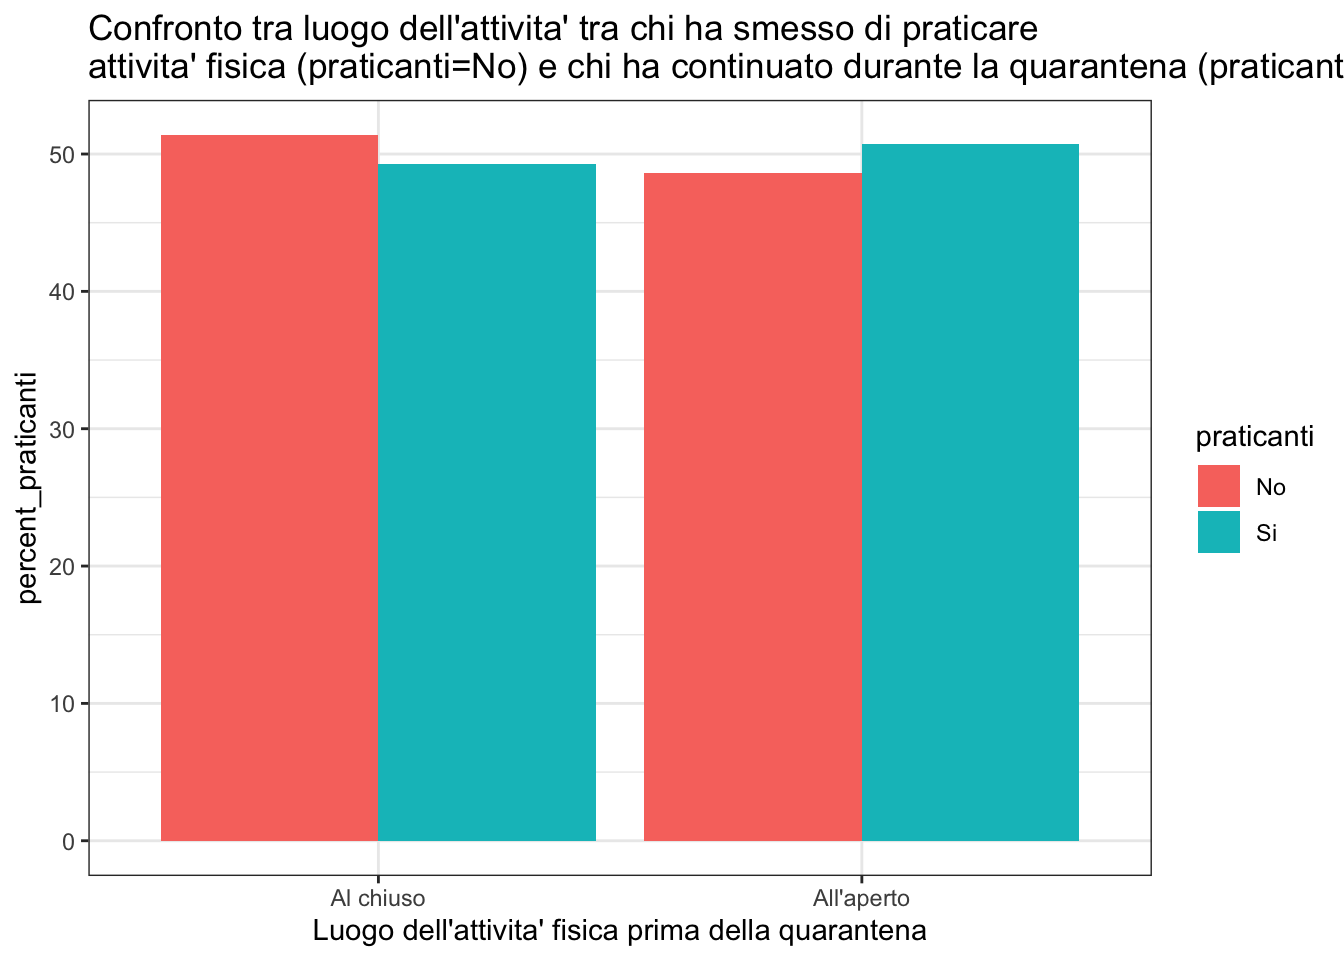 Confronto tra luogo dell'attivita' tra chi ha smesso di praticare
attivita' fisica (praticanti=No) e chi ha continuato durante la quarantena (praticant
percent_praticanti
50
40
30
20
10
0
Al chiuso
All'aperto
Luogo dell'attivita' fisica prima della quarantena
praticanti
No
Si